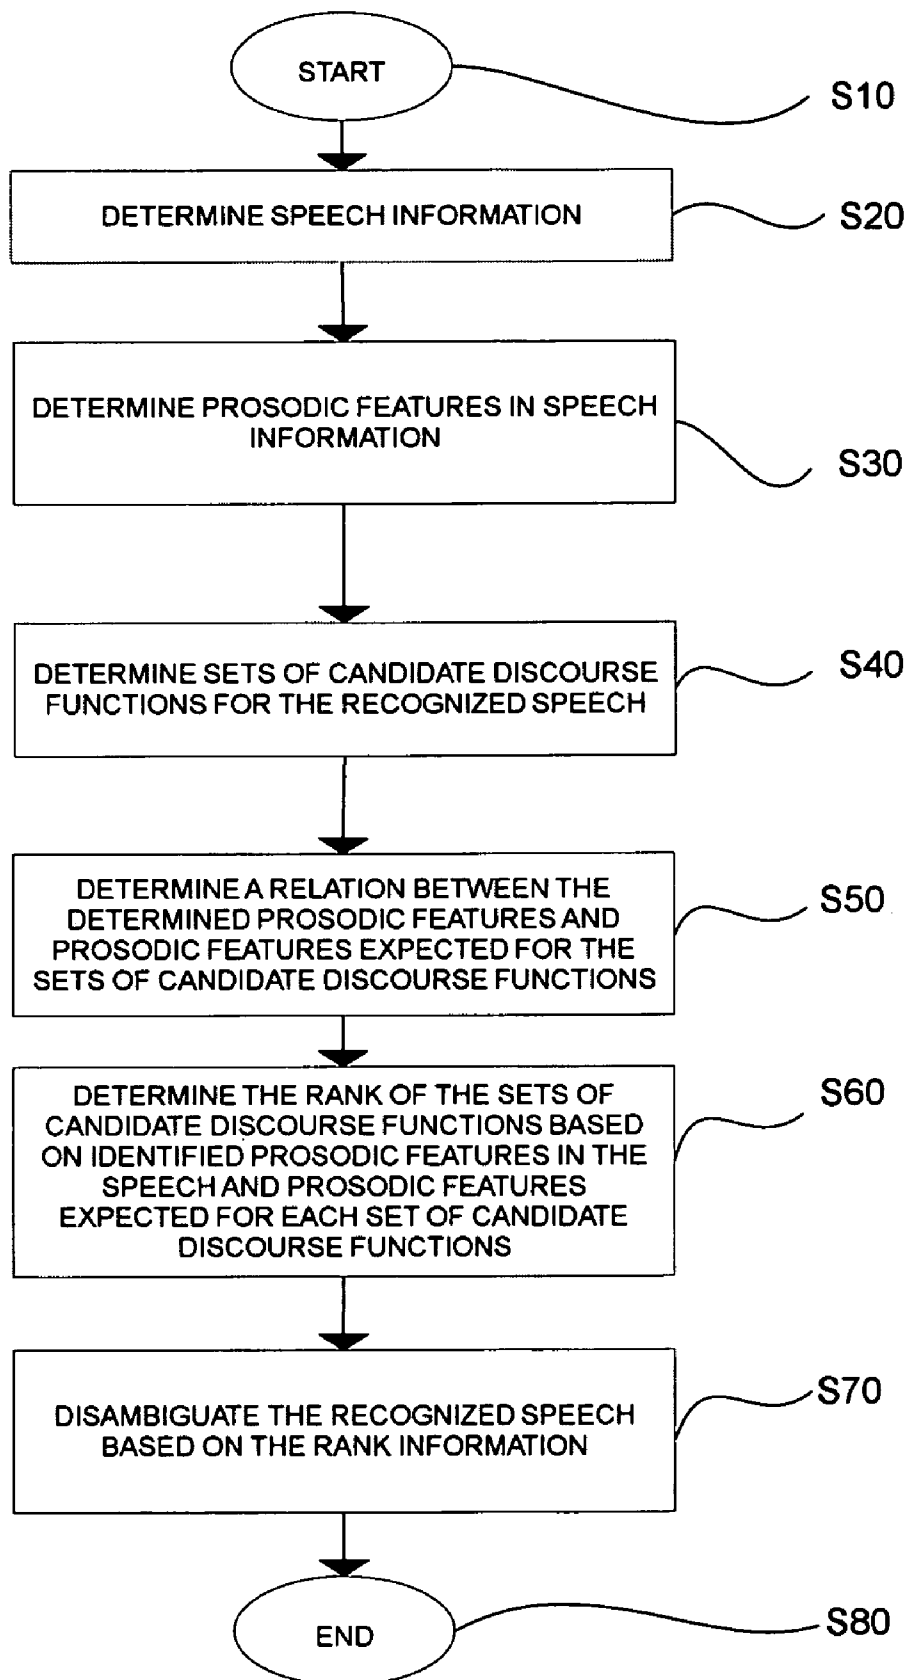 START
S10
DETERMINE SPEECH INFORMATION
S20
DETERMINE PROSODIC FEATURES IN SPEECH
INFORMATION
S30
DETERMINE SETS OF CANDIDATE DISCOURSE
FUNCTIONS FOR THE RECOGNIZED SPEECH
S40
DETERMINE A RELATION BETWEEN THE
DETERMINED PROSODIC FEATURES AND
PROSODIC FEATURES EXPECTED FOR THE
SETS OF CANDIDATE DISCOURSE FUNCTIONS
S50
DETERMINE THE RANK OF THE SETS OF
CANDIDATE DISCOURSE FUNCTIONS BASED
ON IDENTIFIED PROSODIC FEATURES IN THE
SPEECH AND PROSODIC FEATURES
EXPECTED FOR EACH SET OF CANDIDATE
DISCOURSE FUNCTIONS
S60
DISAMBIGUATE THE RECOGNIZED SPEECH
BASED ON THE RANK INFORMATION
S70
END
S80